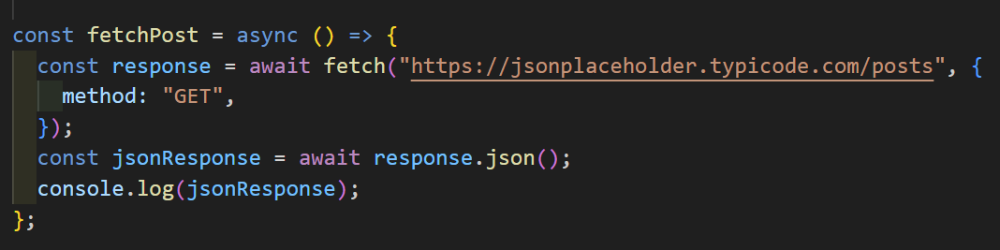 const fetchPost = async () => {
  const response = await fetch("https://jsonplaceholder.typicode.com/posts", {
    method: "GET",
  });
  const jsonResponse = await response.json();
  console.log(jsonResponse);
};